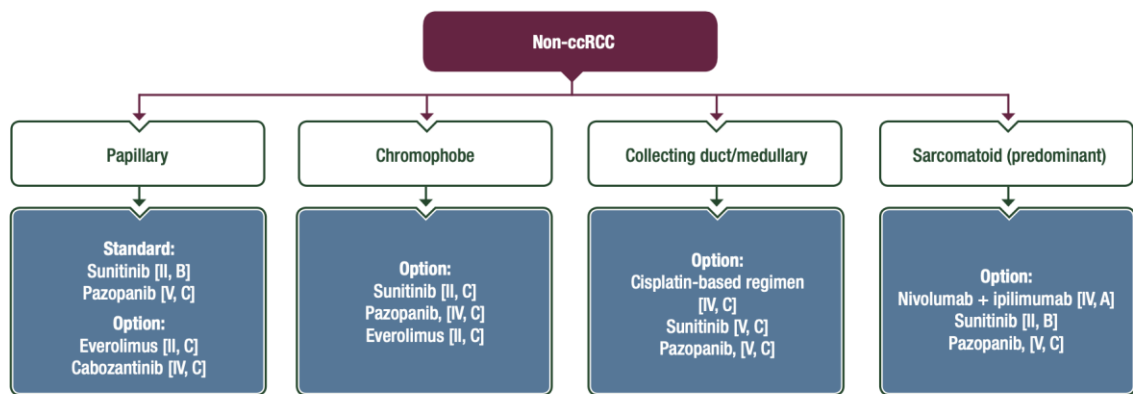 Non-ccRCC
Papillary
Chromophobe
Collecting duct/medullary
Sarcomatoid (predominant)
Standard:
Sunitinib [II, B]
Pazopanib [V, C]
Option:
Everolimus [II, C]
Cabozantinib [IV, C]
Option:
Sunitinib [II, C]
Pazopanib, [IV, C]
Everolimus [II, C]
Option:
Cisplatin-based regimen
[IV, C]
Sunitinib [V, C]
Pazopanib, [V, C]
Option:
Nivolumab + ipilimumab [IV, A]
Sunitinib [II, B]
Pazopanib, [V, C]